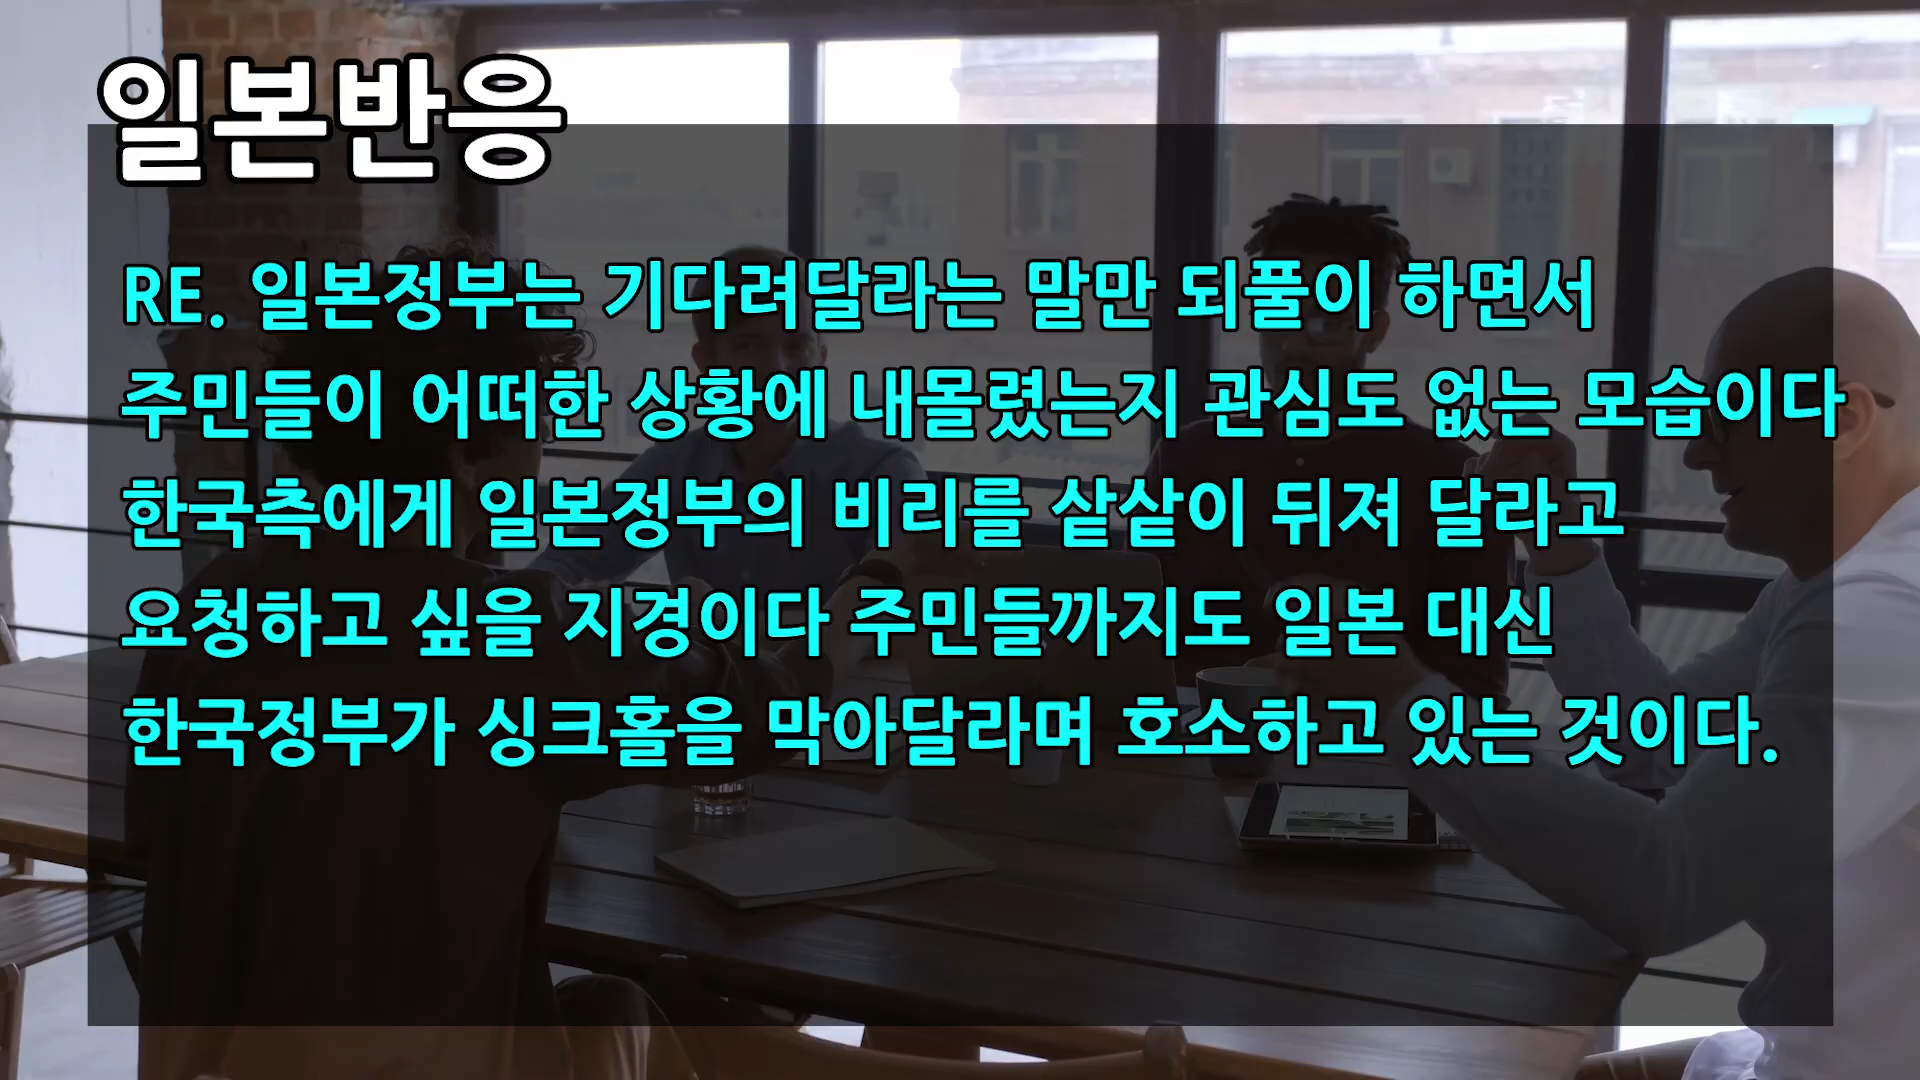 일본반응
RE. 일본정부는 기다려달라는 말만 되풀이 하면서
주민들이 어떠한 상황에 내몰렸는지 관심도 없는 모습이다
한국측에게 일본정부의 비리를 샅샅이 뒤져 달라고
요청하고 싶을 지경이다 주민들까지도 일본 대신
한국정부가 싱크홀을 막아달라며 호소하고 있는 것이다.